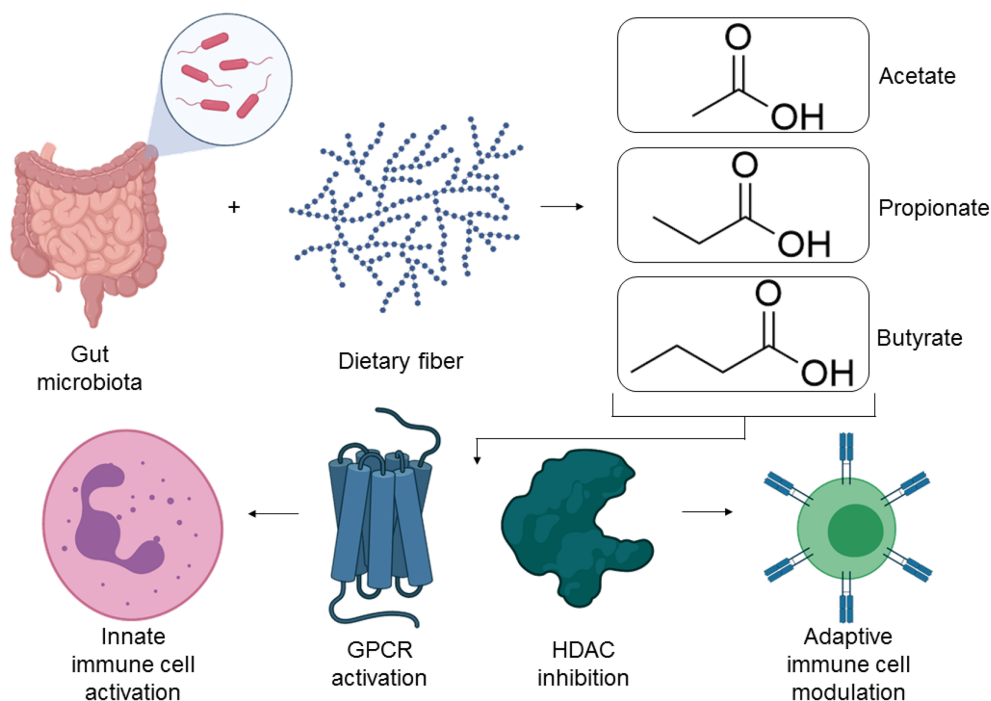 O
OH
Acetate
+
O
OH
Propionate
O
OH
Butyrate
Gut
microbiota
Dietary fiber
Innate
immune cell
activation
GPCR
activation
HDAC
inhibition
Adaptive
immune cell
modulation